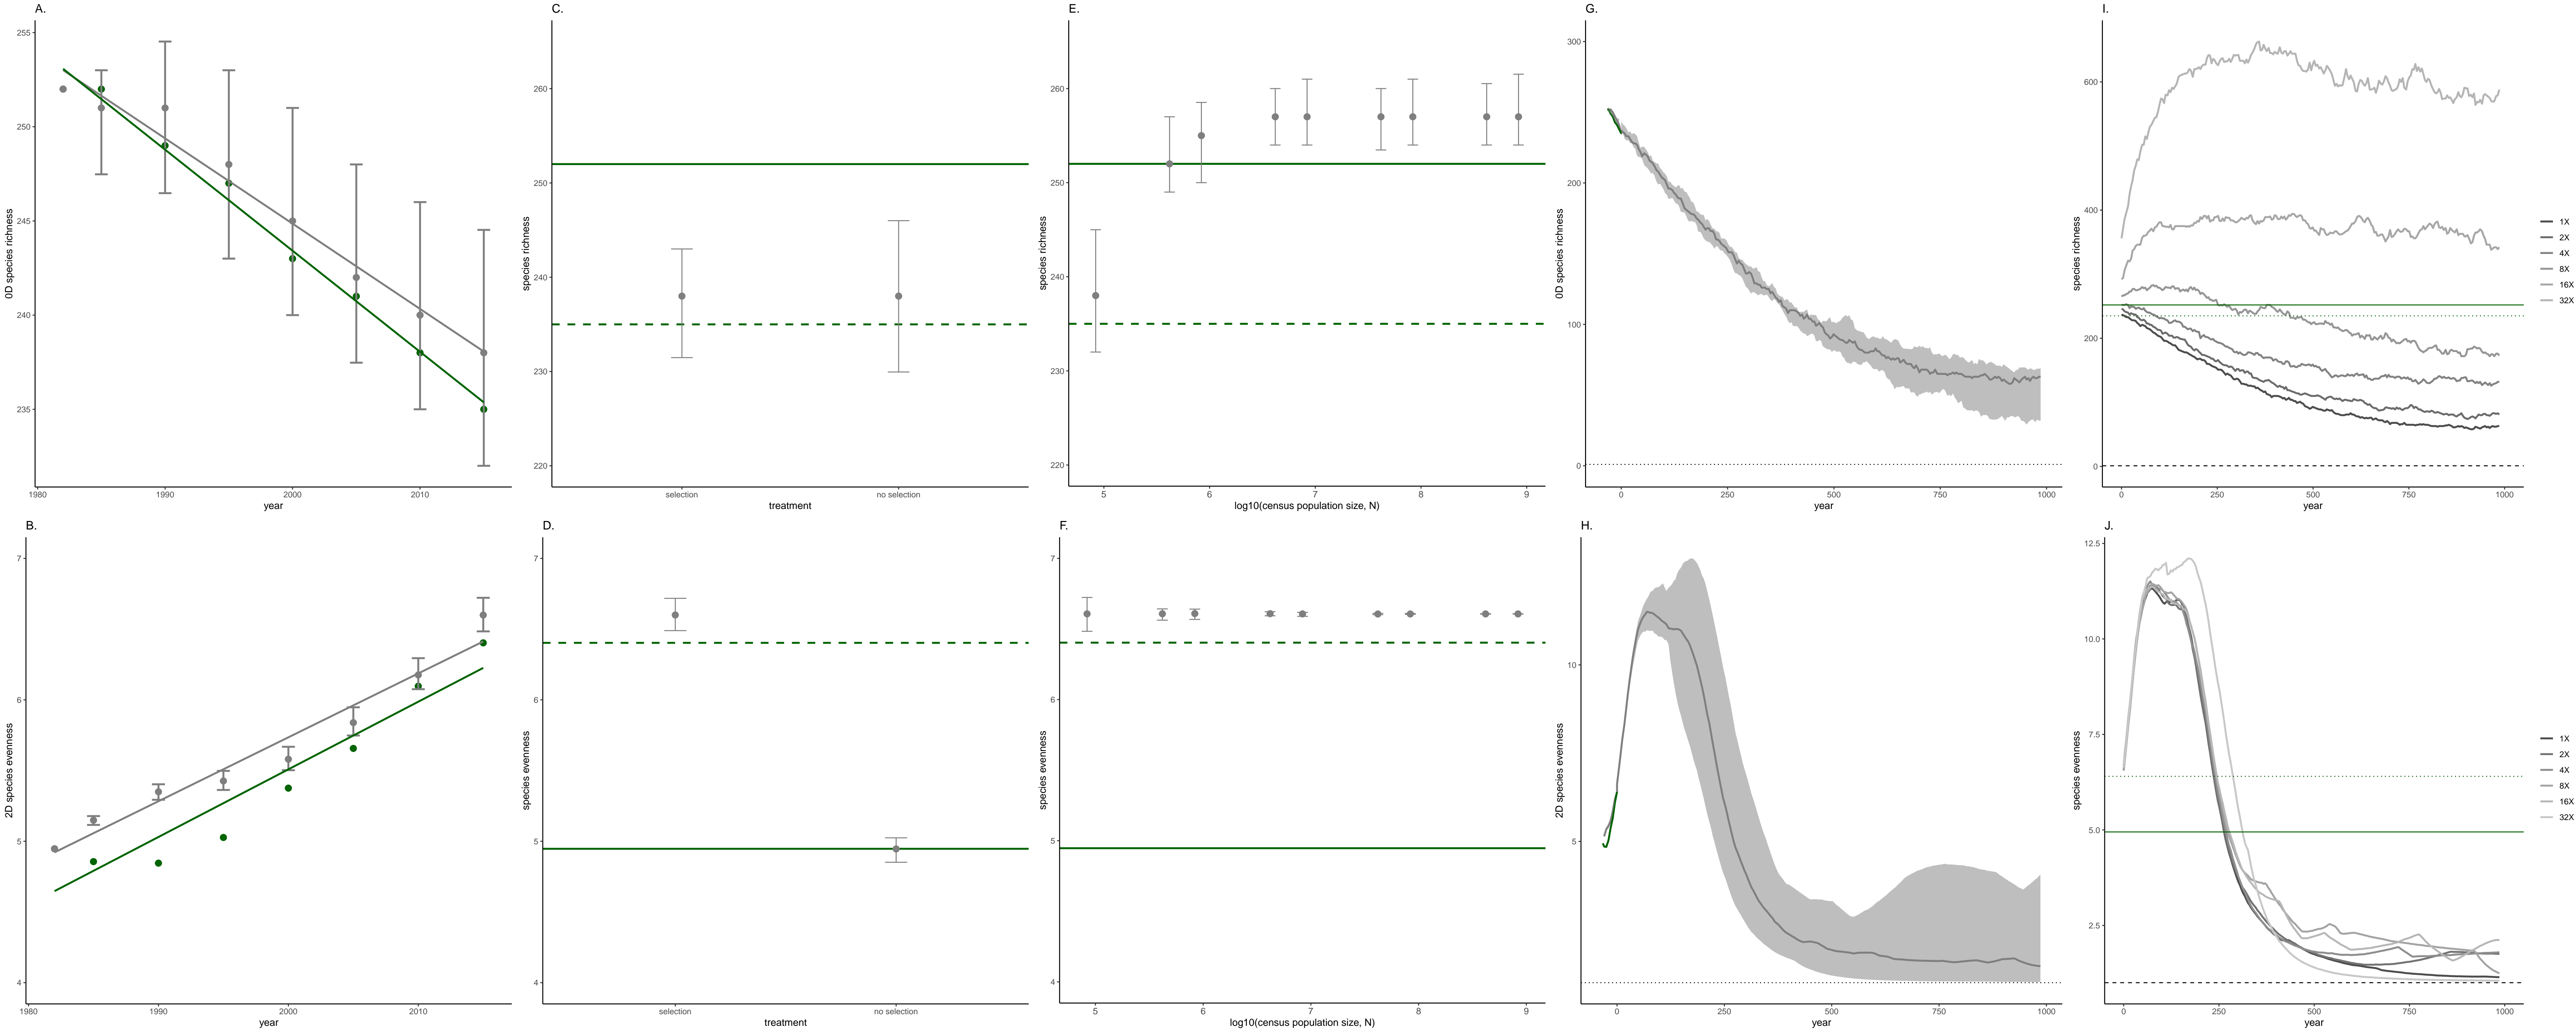 A.
255
250
245
240
235
0D species richness
1980 1990 2000 2010
year
C.
260
250
240
230
220
species richness
selection no selection
treatment
E.
260
250
240
230
220
species richness
5 6 7 8 9
log10(census population size, N)
G.
300
200
100
0
0D species richness
0 250 500 750 1000
year
I.
600
400
200
0
species richness
0 250 500 750 1000
year
1X
2X
4X
8X
16X
32X
B.
7
6
5
4
2D species evenness
1980 1990 2000 2010
year
D.
7
6
5
4
species evenness
selection no selection
treatment
F.
7
6
5
4
species evenness
5 6 7 8 9
log10(census population size, N)
H.
10
5
2D species evenness
0 250 500 750 1000
year
J.
12.5
10.0
7.5
5.0
2.5
species evenness
0 250 500 750 1000
year
1X
2X
4X
8X
16X
32X